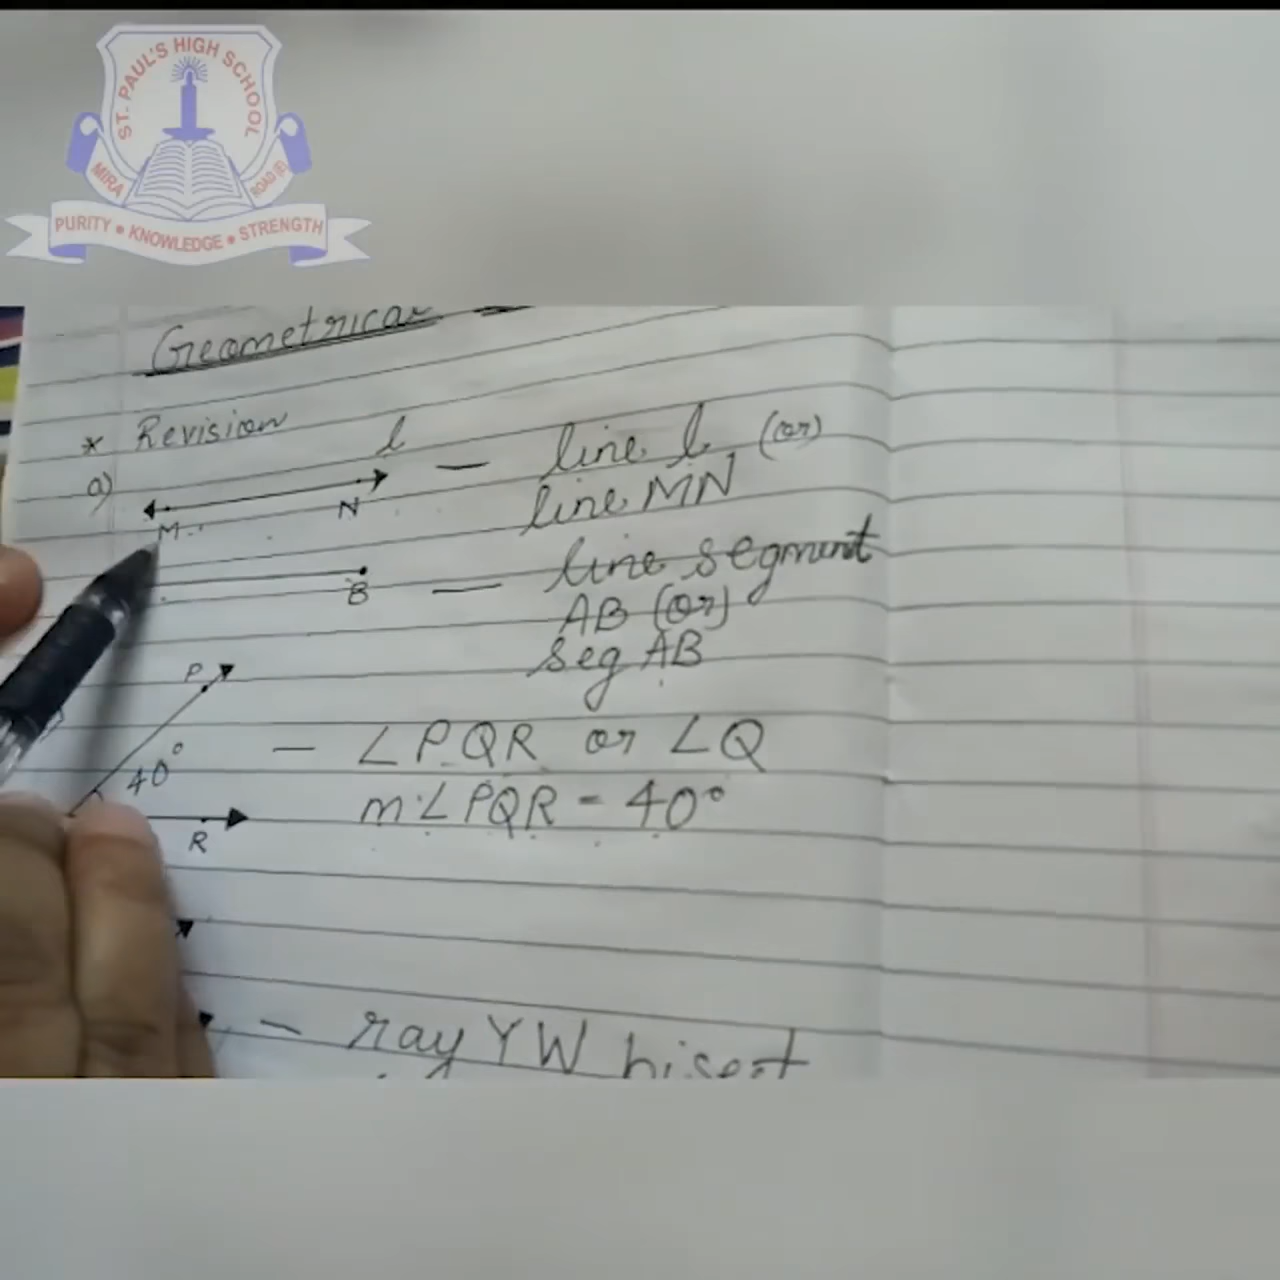 ST. PAUL'S HIGH SCHOOL
MIRA ROAD (E)
PURITY • KNOWLEDGE • STRENGTH
Geometrical
* Revision
a)
l
M N
— line l (or)
line MN
B
— line segment
AB (or)
seg AB
P
40°
R
— ∠PQR or ∠Q
m∠PQR = 40°
— ray YW bisect